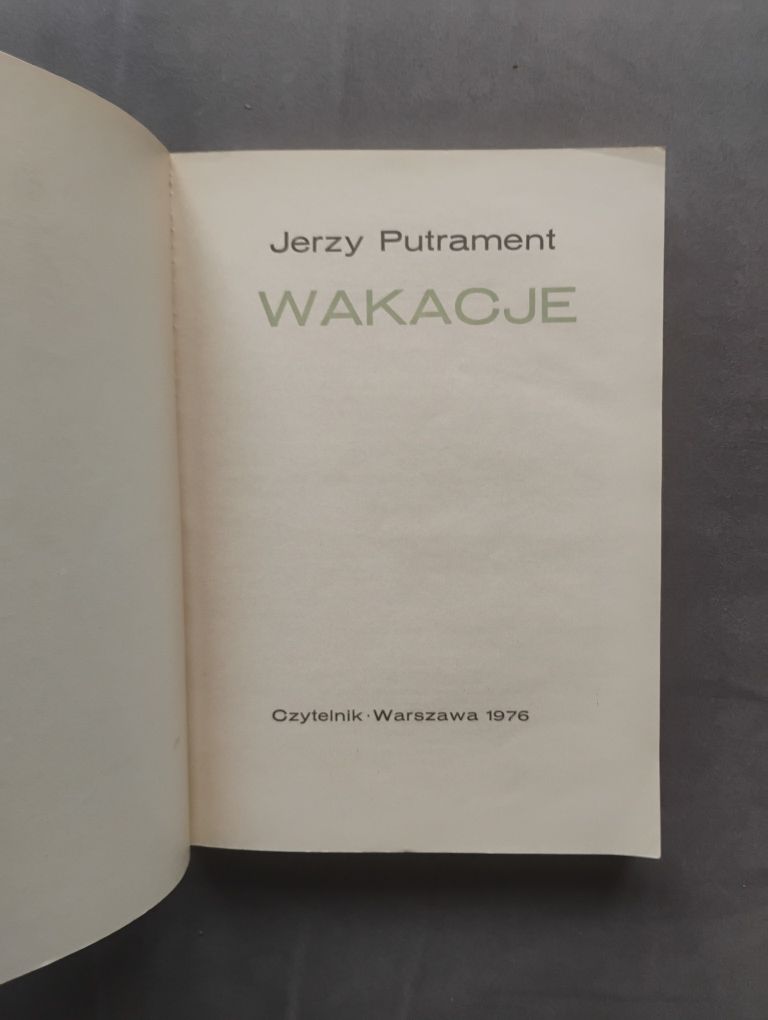 Jerzy Putrament
WAKACJE
Czytelnik · Warszawa 1976